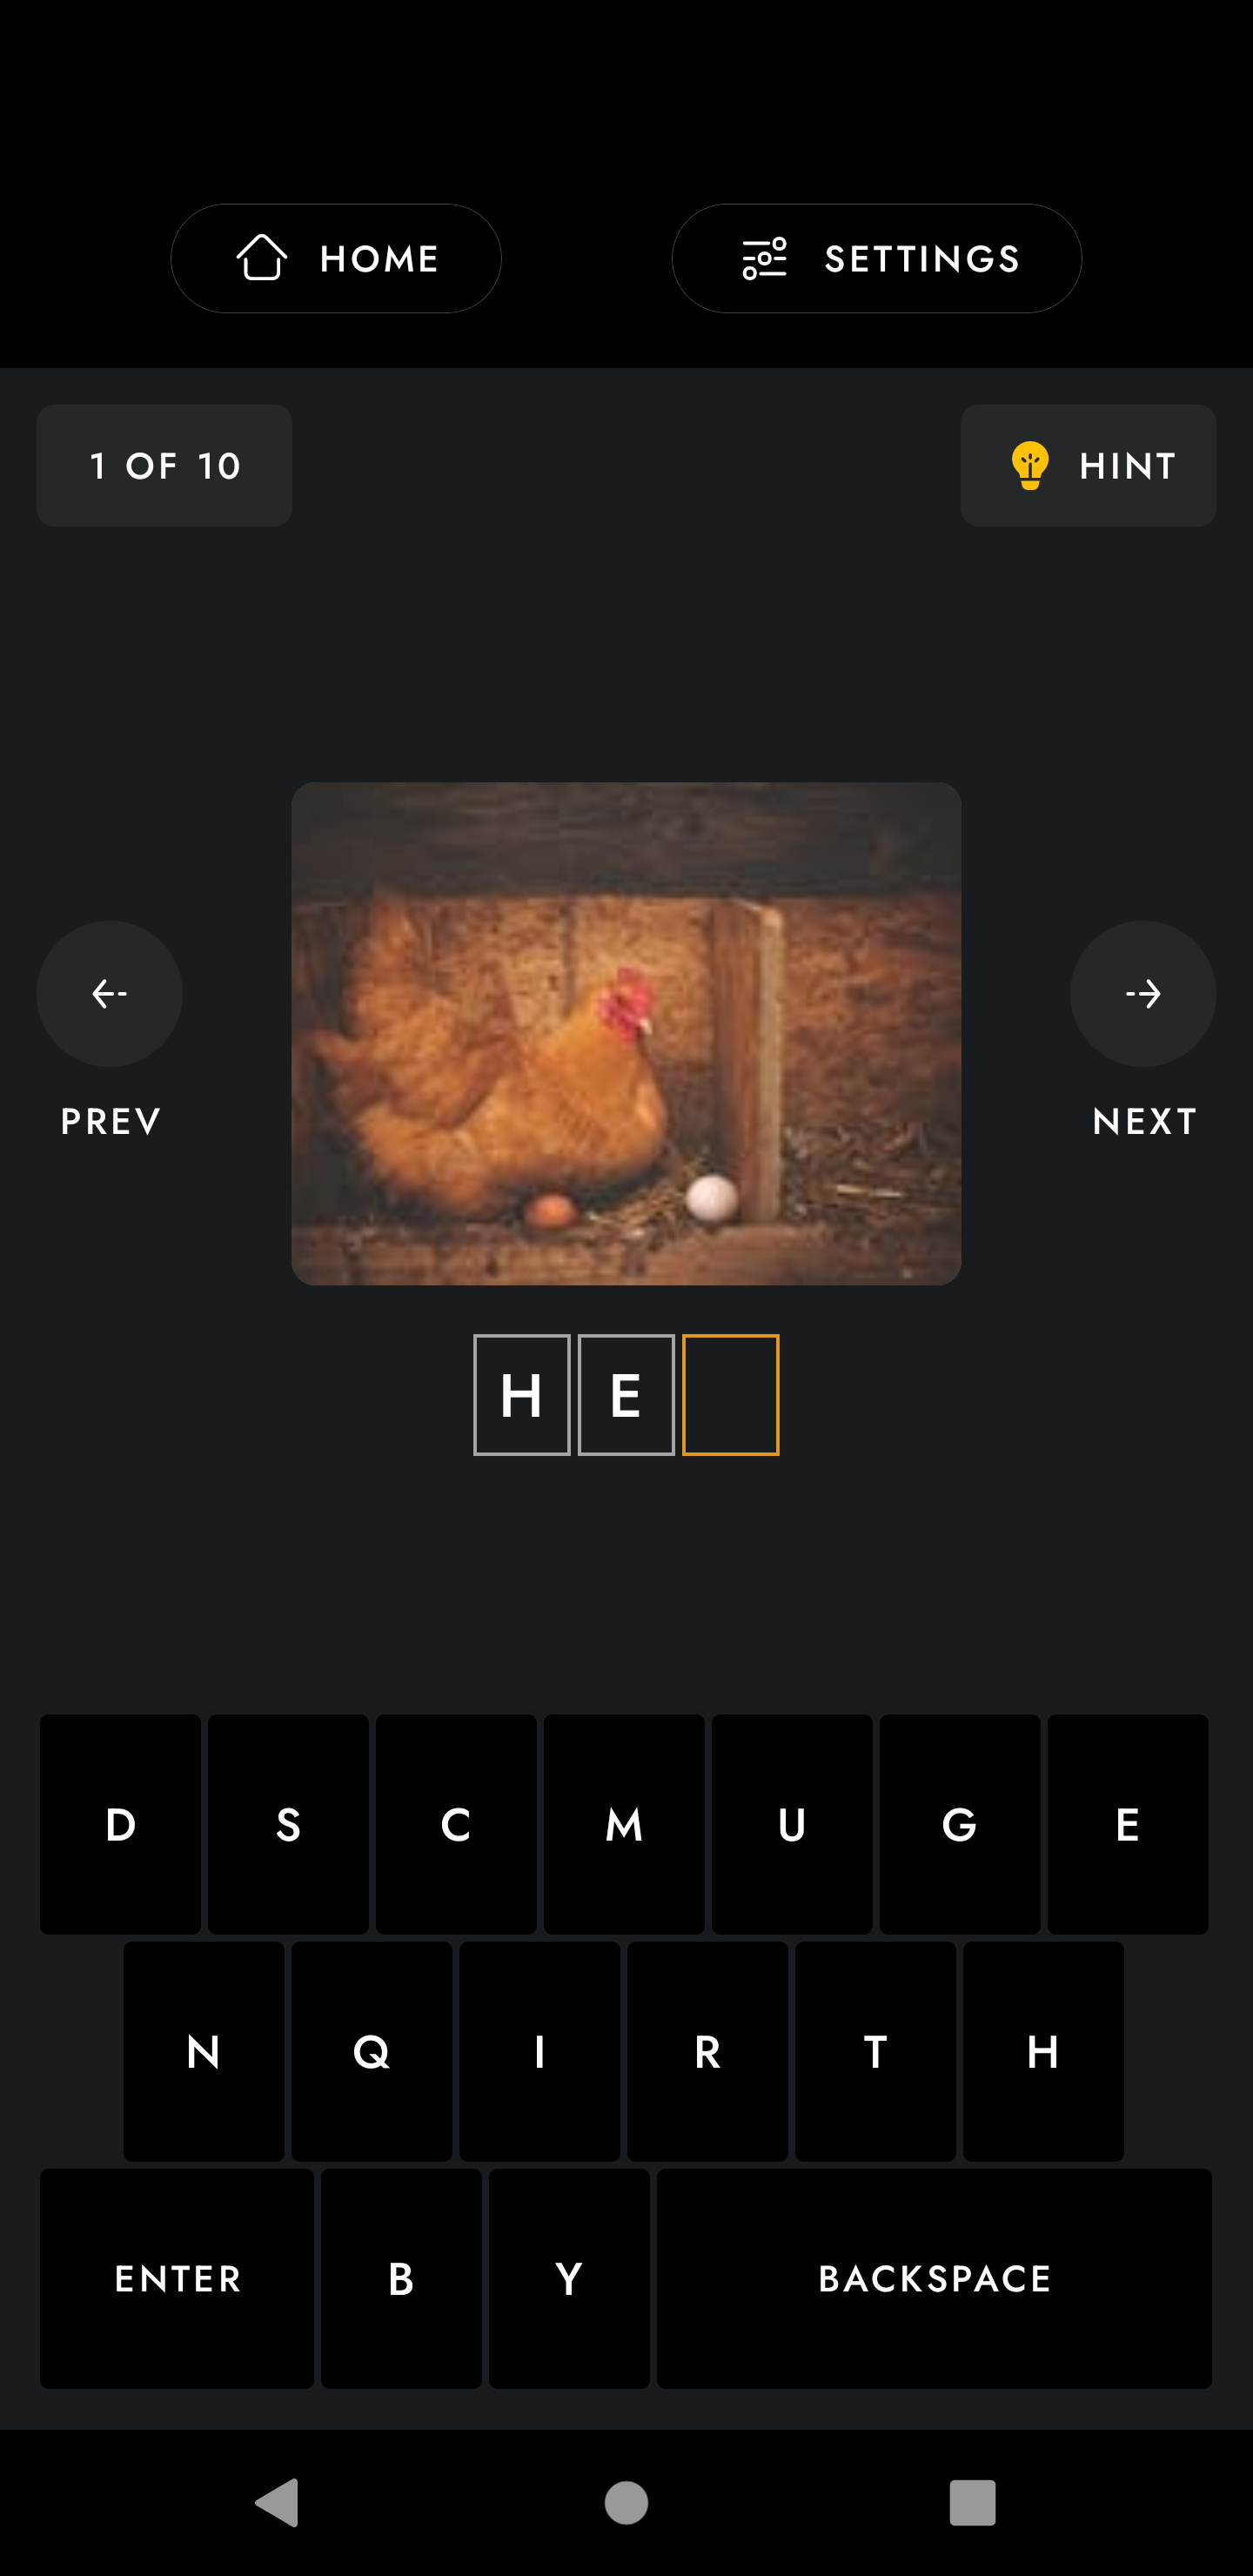 HOME SETTINGS
1 OF 10 HINT
PREV NEXT
H E
D S C M U G E
N Q I R T H
ENTER B Y BACKSPACE